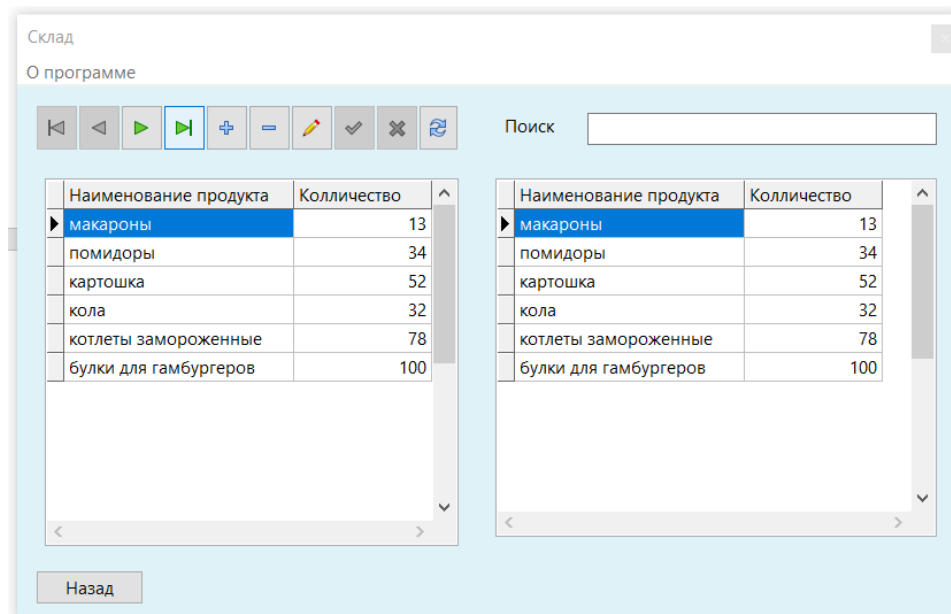 Склад
О программе
Поиск
Наименование продукта Колличество
макароны 13
помидоры 34
картошка 52
кола 32
котлеты замороженные 78
булки для гамбургеров 100
Наименование продукта Колличество
макароны 13
помидоры 34
картошка 52
кола 32
котлеты замороженные 78
булки для гамбургеров 100
Назад